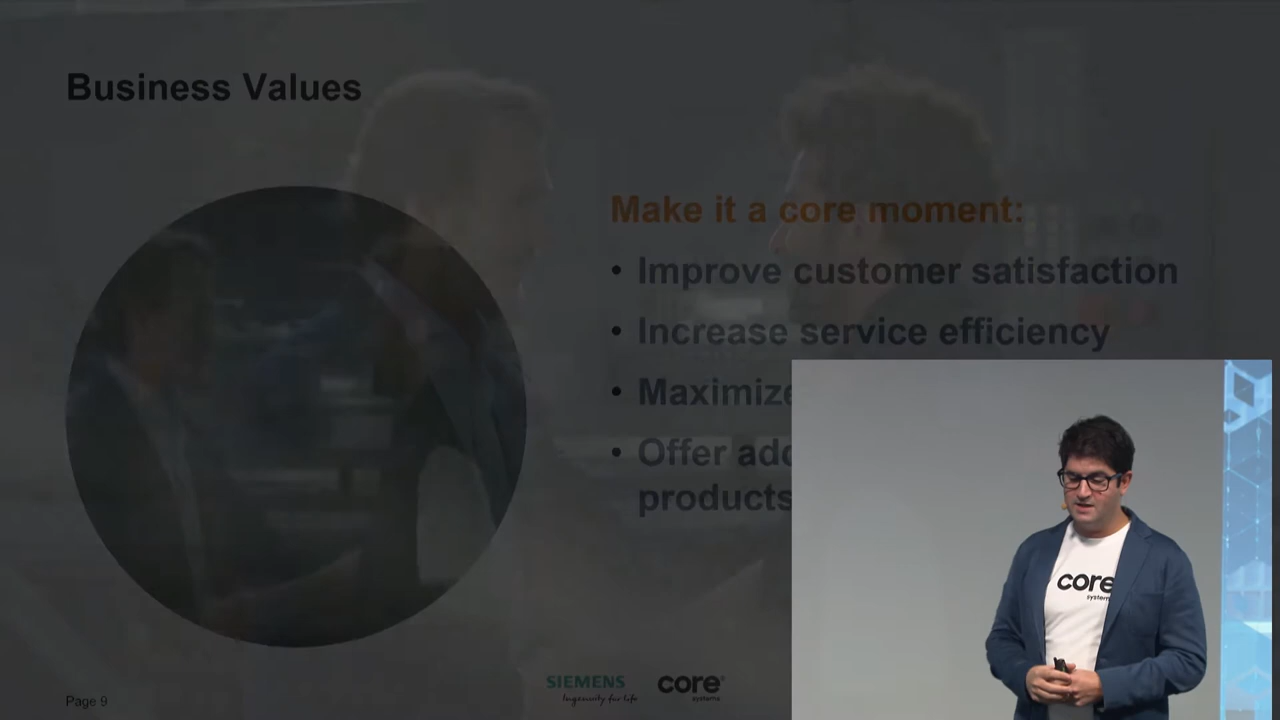 Business Values
Make it a core moment:
• Improve customer satisfaction
• Increase service efficiency
• Maximize
• Offer
products
SIEMENS
Ingenuity for life
core
systems
Page 9
core
systems